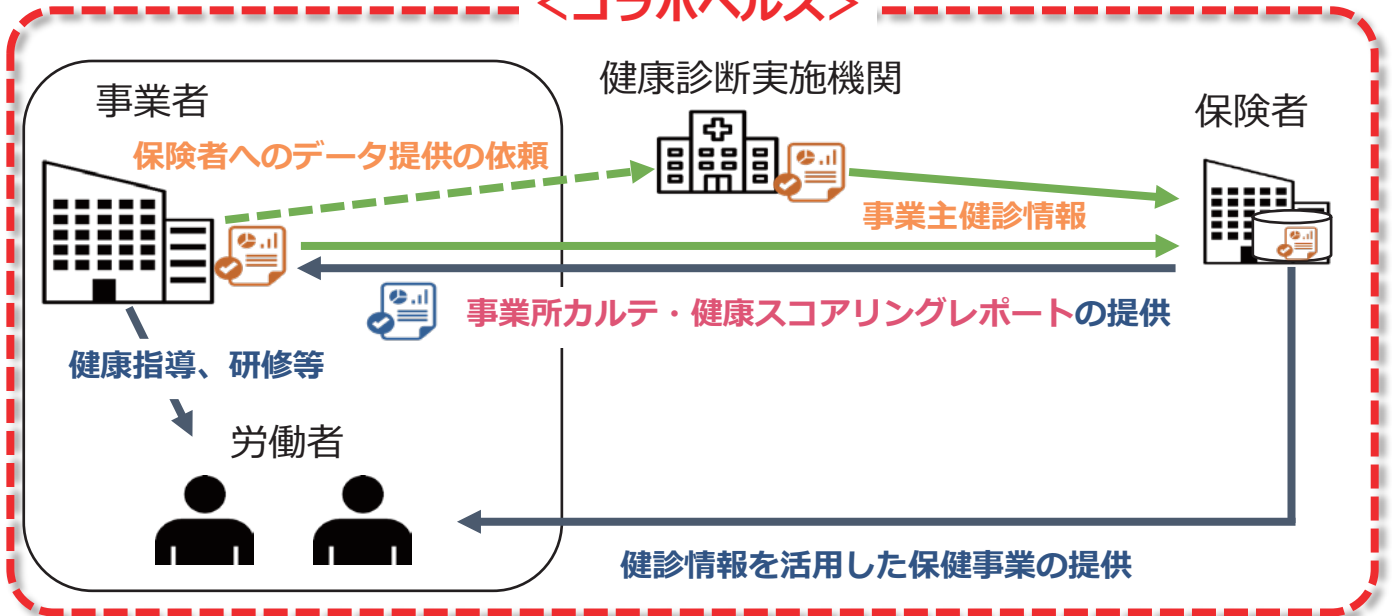 <コラボヘルス>
健康診断実施機関
事業者
保険者
保険者へのデータ提供の依頼
事業主健診情報
事業所カルテ・健康スコアリングレポートの提供
健康指導、研修等
労働者
健診情報を活用した保健事業の提供